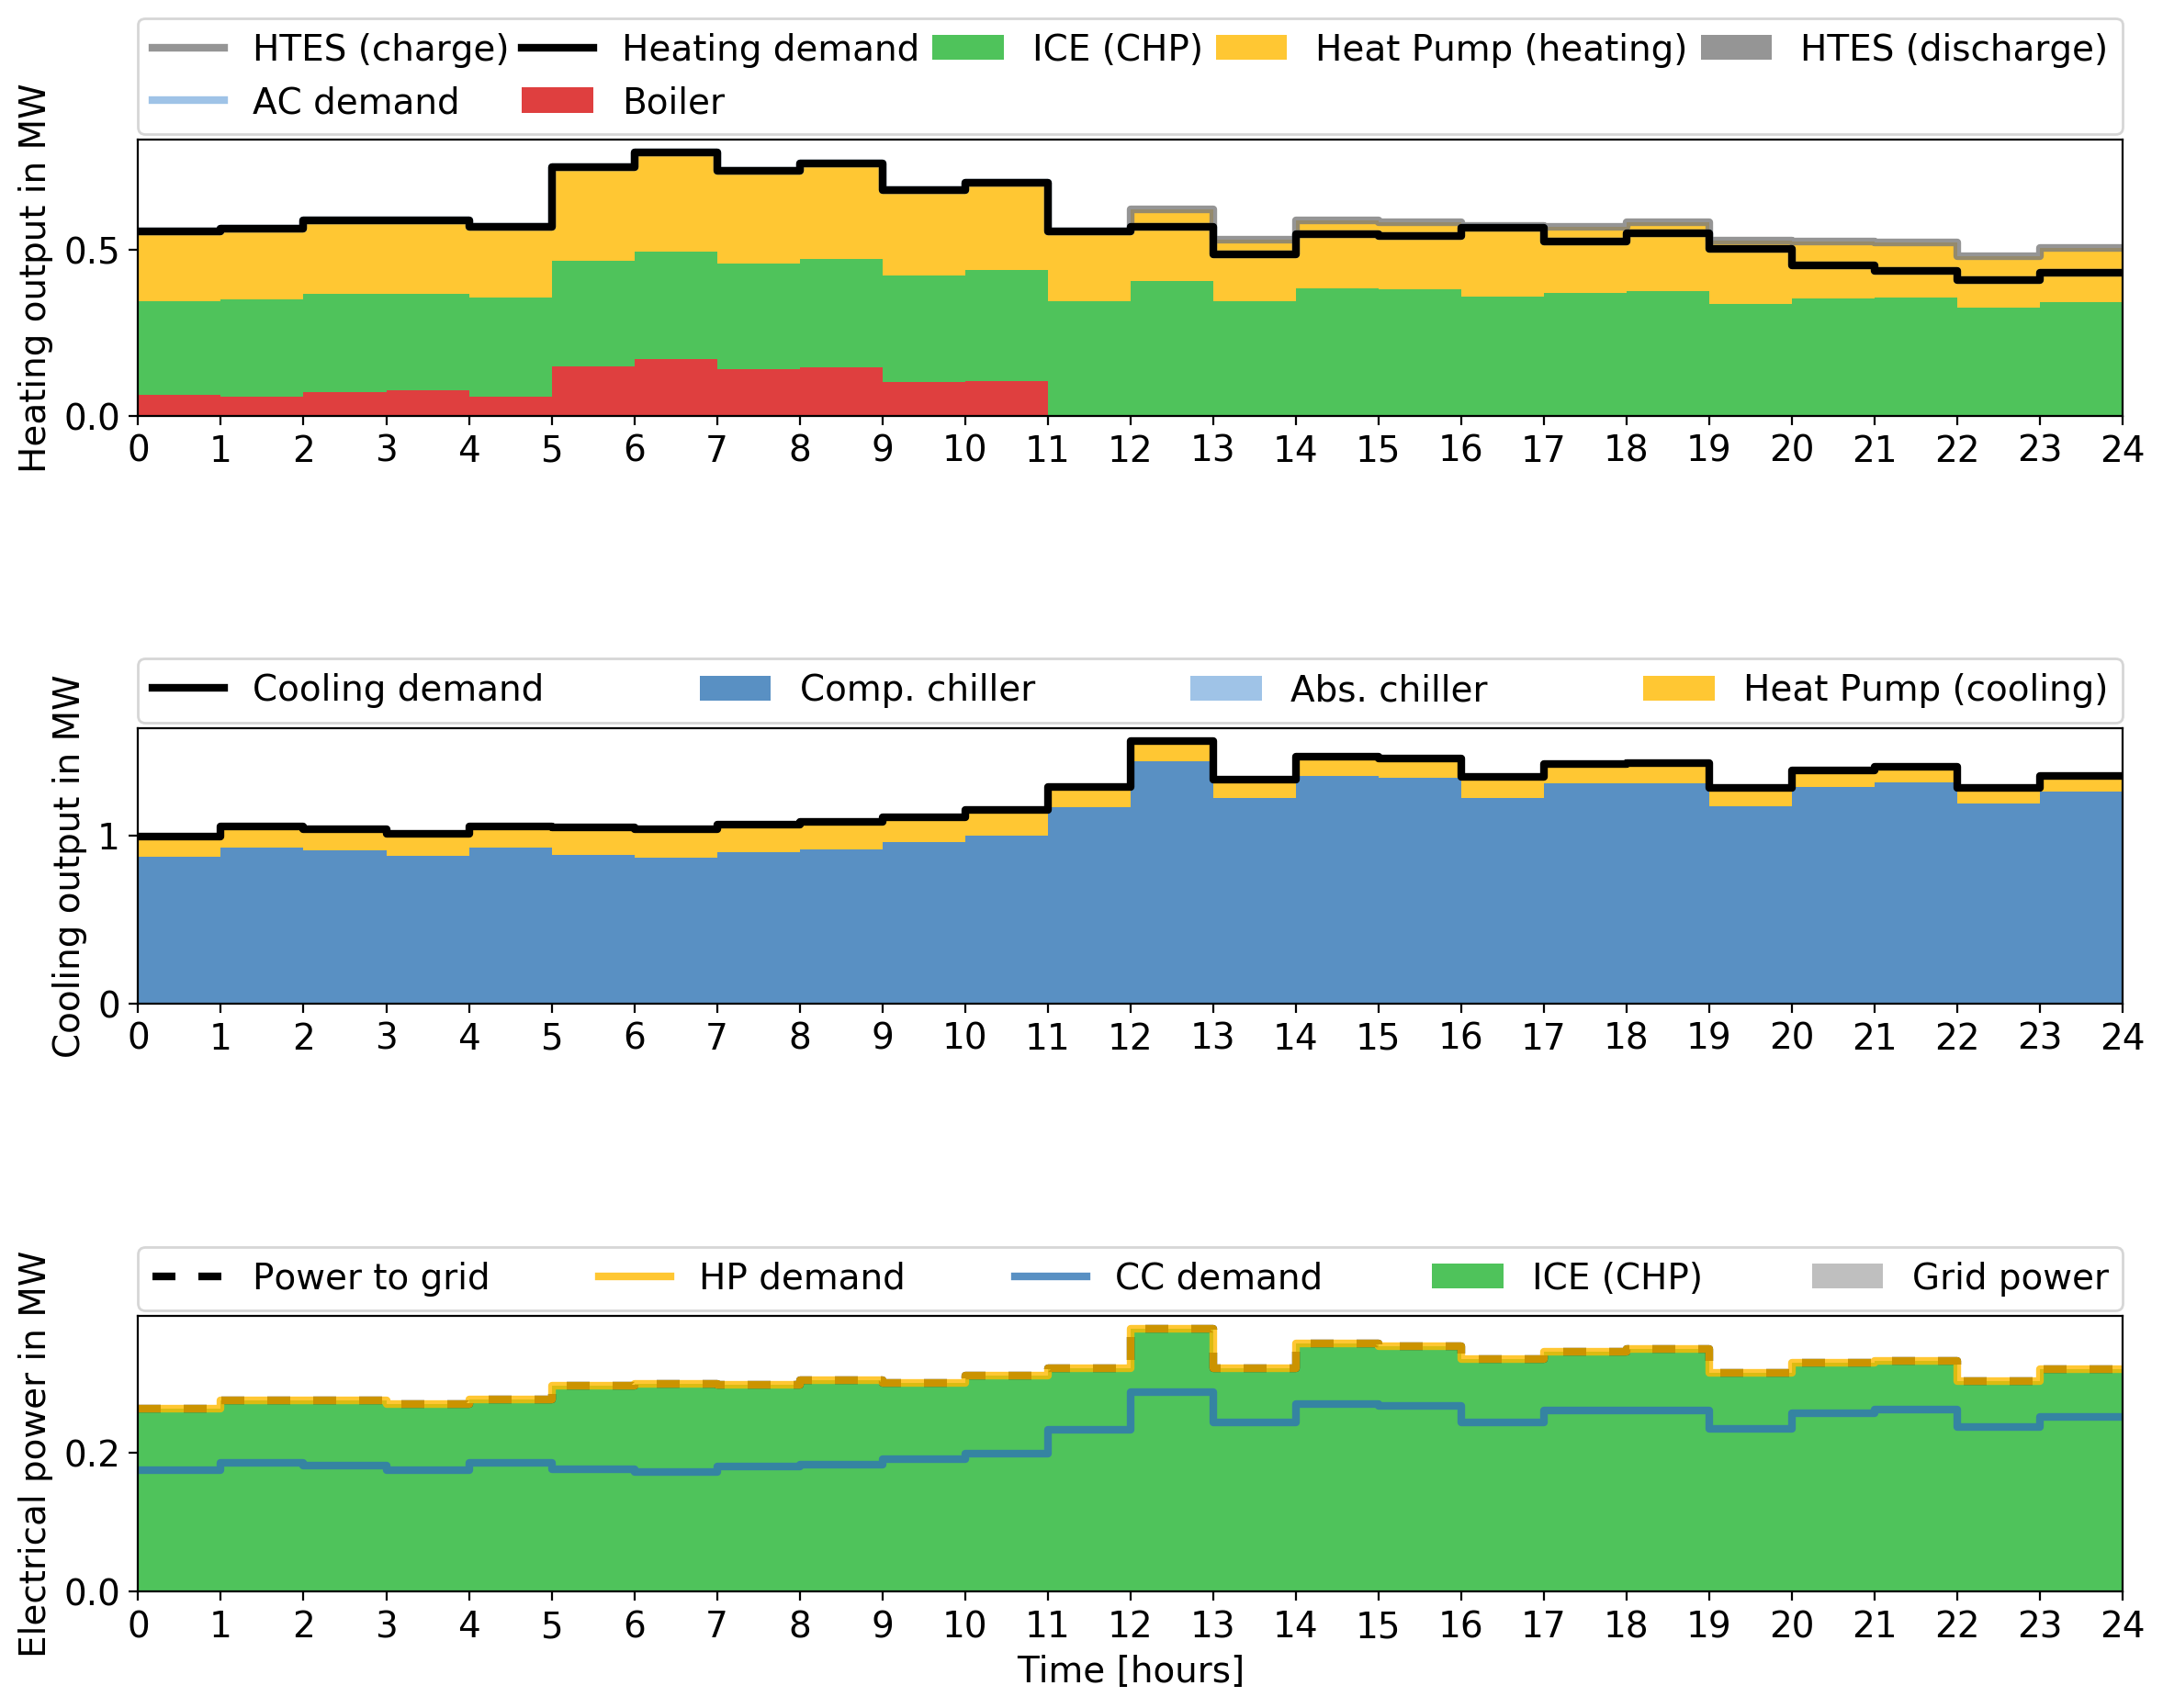 HTES (charge) Heating demand ICE (CHP) Heat Pump (heating) HTES (discharge)
AC demand Boiler
Heating output in MW
0.5
0.0
0 1 2 3 4 5 6 7 8 9 10 11 12 13 14 15 16 17 18 19 20 21 22 23 24
Cooling demand Comp. chiller Abs. chiller Heat Pump (cooling)
Cooling output in MW
1
0
0 1 2 3 4 5 6 7 8 9 10 11 12 13 14 15 16 17 18 19 20 21 22 23 24
Power to grid HP demand CC demand ICE (CHP) Grid power
Electrical power in MW
0.2
0.0
0 1 2 3 4 5 6 7 8 9 10 11 12 13 14 15 16 17 18 19 20 21 22 23 24
Time [hours]